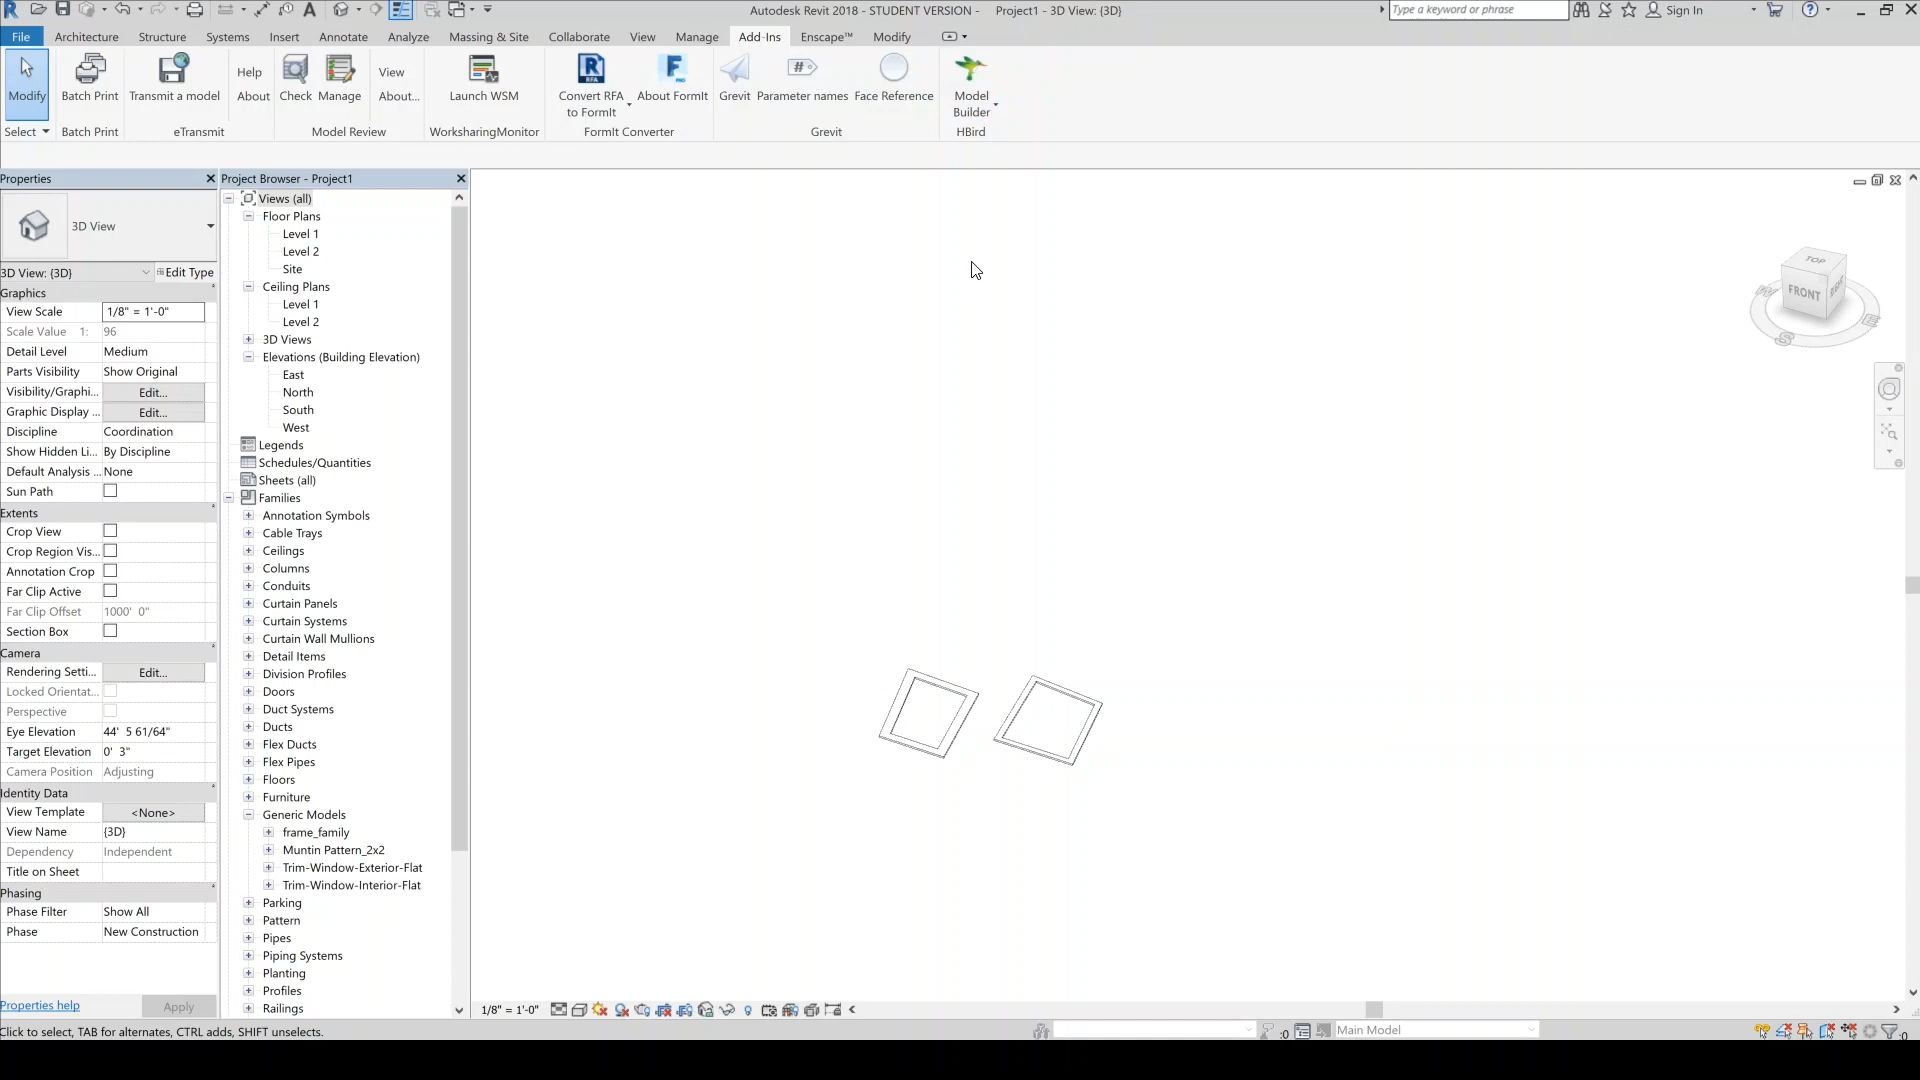 Autodesk Revit 2018 - STUDENT VERSION - Project1 - 3D View: {3D}
Type a keyword or phrase
Sign In
File Architecture Structure Systems Insert Annotate Analyze Massing & Site Collaborate View Manage Add-Ins Enscape™ Modify
Modify
Batch Print
Transmit a model
Help
About
Check
Manage
View
About...
Launch WSM
Convert RFA
to FormIt
About FormIt
Grevit
Parameter names
Face Reference
Model
Builder
Select Batch Print eTransmit Model Review WorksharingMonitor FormIt Converter Grevit HBird
Properties
3D View
3D View: {3D}
Edit Type
Graphics
View Scale 1/8" = 1'-0"
Scale Value 1: 96
Detail Level Medium
Parts Visibility Show Original
Visibility/Graphi... Edit...
Graphic Display ... Edit...
Discipline Coordination
Show Hidden Li... By Discipline
Default Analysis ... None
Sun Path
Extents
Crop View
Crop Region Vis...
Annotation Crop
Far Clip Active
Far Clip Offset 1000' 0"
Section Box
Camera
Rendering Setti... Edit...
Locked Orientat...
Perspective
Eye Elevation 44' 5 61/64"
Target Elevation 0' 3"
Camera Position Adjusting
Identity Data
View Template <None>
View Name {3D}
Dependency Independent
Title on Sheet
Phasing
Phase Filter Show All
Phase New Construction
Properties help
Apply
Project Browser - Project1
Views (all)
Floor Plans
Level 1
Level 2
Site
Ceiling Plans
Level 1
Level 2
3D Views
Elevations (Building Elevation)
East
North
South
West
Legends
Schedules/Quantities
Sheets (all)
Families
Annotation Symbols
Cable Trays
Ceilings
Columns
Conduits
Curtain Panels
Curtain Systems
Curtain Wall Mullions
Detail Items
Division Profiles
Doors
Duct Systems
Ducts
Flex Ducts
Flex Pipes
Floors
Furniture
Generic Models
frame_family
Muntin Pattern_2x2
Trim-Window-Exterior-Flat
Trim-Window-Interior-Flat
Parking
Pattern
Pipes
Piping Systems
Planting
Profiles
Railings
TOP
FRONT
RIGHT
W
S
E
1/8" = 1'-0"
Click to select, TAB for alternates, CTRL adds, SHIFT unselects.
:0
Main Model
:0